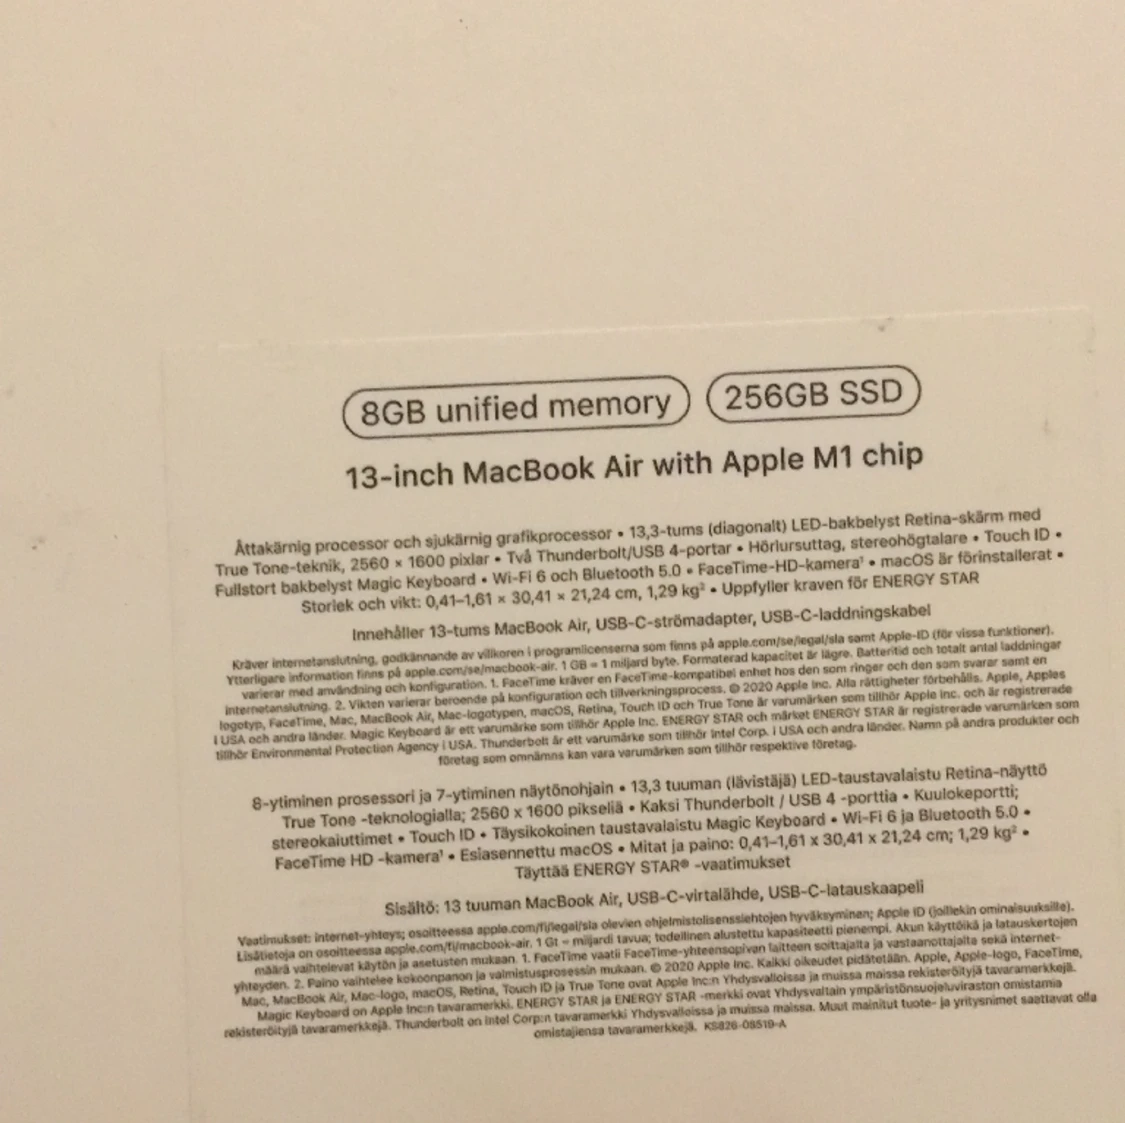 8GB unified memory 256GB SSD
13-inch MacBook Air with Apple M1 chip
Åttakärnig processor och sjukärnig grafikprocessor • 13,3-tums (diagonalt) LED-bakbelyst Retina-skärm med
True Tone-teknik, 2560 × 1600 pixlar • Två Thunderbolt/USB 4-portar • Hörlursuttag, stereohögtalare • Touch ID •
Fullstort bakbelyst Magic Keyboard • Wi-Fi 6 och Bluetooth 5.0 • FaceTime-HD-kamera¹ • macOS är förinstallerat •
Storlek och vikt: 0,41–1,61 × 30,41 × 21,24 cm, 1,29 kg² • Uppfyller kraven för ENERGY STAR
Innehåller 13-tums MacBook Air, USB-C-strömadapter, USB-C-laddningskabel
Kräver internetanslutning, godkännande av villkoren i programlicenserna som finns på apple.com/se/legal/sla samt Apple-ID (för vissa funktioner).
Ytterligare information finns på apple.com/se/macbook-air. 1 GB = 1 miljard byte. Formaterad kapacitet är lägre. Batteritid och totalt antal laddningar
varierar med användning och konfiguration. 1. FaceTime kräver en FaceTime-kompatibel enhet hos den som ringer och den som svarar samt en
internetanslutning. 2. Vikten varierar beroende på konfiguration och tillverkningsprocess. © 2020 Apple Inc. Alla rättigheter förbehålls. Apple, Apples
logotyp, FaceTime, Mac, MacBook Air, Mac-logotypen, macOS, Retina, Touch ID och True Tone är varumärken som tillhör Apple Inc. och är registrerade
i USA och andra länder. Magic Keyboard är ett varumärke som tillhör Apple Inc. ENERGY STAR och märket ENERGY STAR är registrerade varumärken som
tillhör Environmental Protection Agency i USA. Thunderbolt är ett varumärke som tillhör Intel Corp. i USA och andra länder. Namn på andra produkter och
företag som omnämns kan vara varumärken som tillhör respektive företag.
8-ytiminen prosessori ja 7-ytiminen näytönohjain • 13,3 tuuman (lävistäjä) LED-taustavalaistu Retina-näyttö
True Tone -teknologialla; 2560 x 1600 pikseliä • Kaksi Thunderbolt / USB 4 -porttia • Kuulokeportti;
stereokaiuttimet • Touch ID • Täysikokoinen taustavalaistu Magic Keyboard • Wi-Fi 6 ja Bluetooth 5.0 •
FaceTime HD -kamera¹ • Esiasennettu macOS • Mitat ja paino: 0,41–1,61 x 30,41 x 21,24 cm; 1,29 kg² •
Täyttää ENERGY STAR® -vaatimukset
Sisältö: 13 tuuman MacBook Air, USB-C-virtalähde, USB-C-latauskaapeli
Vaatimukset: internet-yhteys; osoitteessa apple.com/fi/legal/sla olevien ohjelmistolisenssiehtojen hyväksyminen; Apple ID (joillekin ominaisuuksille).
Lisätietoja on osoitteessa apple.com/fi/macbook-air. 1 Gt = miljardi tavua; todellinen alustettu kapasiteetti pienempi. Akun käyttöikä ja latauskertojen
määrä vaihtelevat käytön ja asetusten mukaan. 1. FaceTime vaatii FaceTime-yhteensopivan laitteen soittajalta ja vastaanottajalta sekä internet-
yhteyden. 2. Paino vaihtelee kokoonpanon ja valmistusprosessin mukaan. © 2020 Apple Inc. Kaikki oikeudet pidätetään. Apple, Apple-logo, FaceTime,
Mac, MacBook Air, Mac-logo, macOS, Retina, Touch ID ja True Tone ovat Apple Inc:n Yhdysvalloissa ja muissa maissa rekisteröityjä tavaramerkkejä.
Magic Keyboard on Apple Inc:n tavaramerkki. ENERGY STAR ja ENERGY STAR -merkki ovat Yhdysvaltain ympäristönsuojeluviraston omistamia
rekisteröityjä tavaramerkkejä. Thunderbolt on Intel Corp:n tavaramerkki Yhdysvalloissa ja muissa maissa. Muut mainitut tuote- ja yritysnimet saattavat olla
omistajiensa tavaramerkkejä. KS826-08519-A